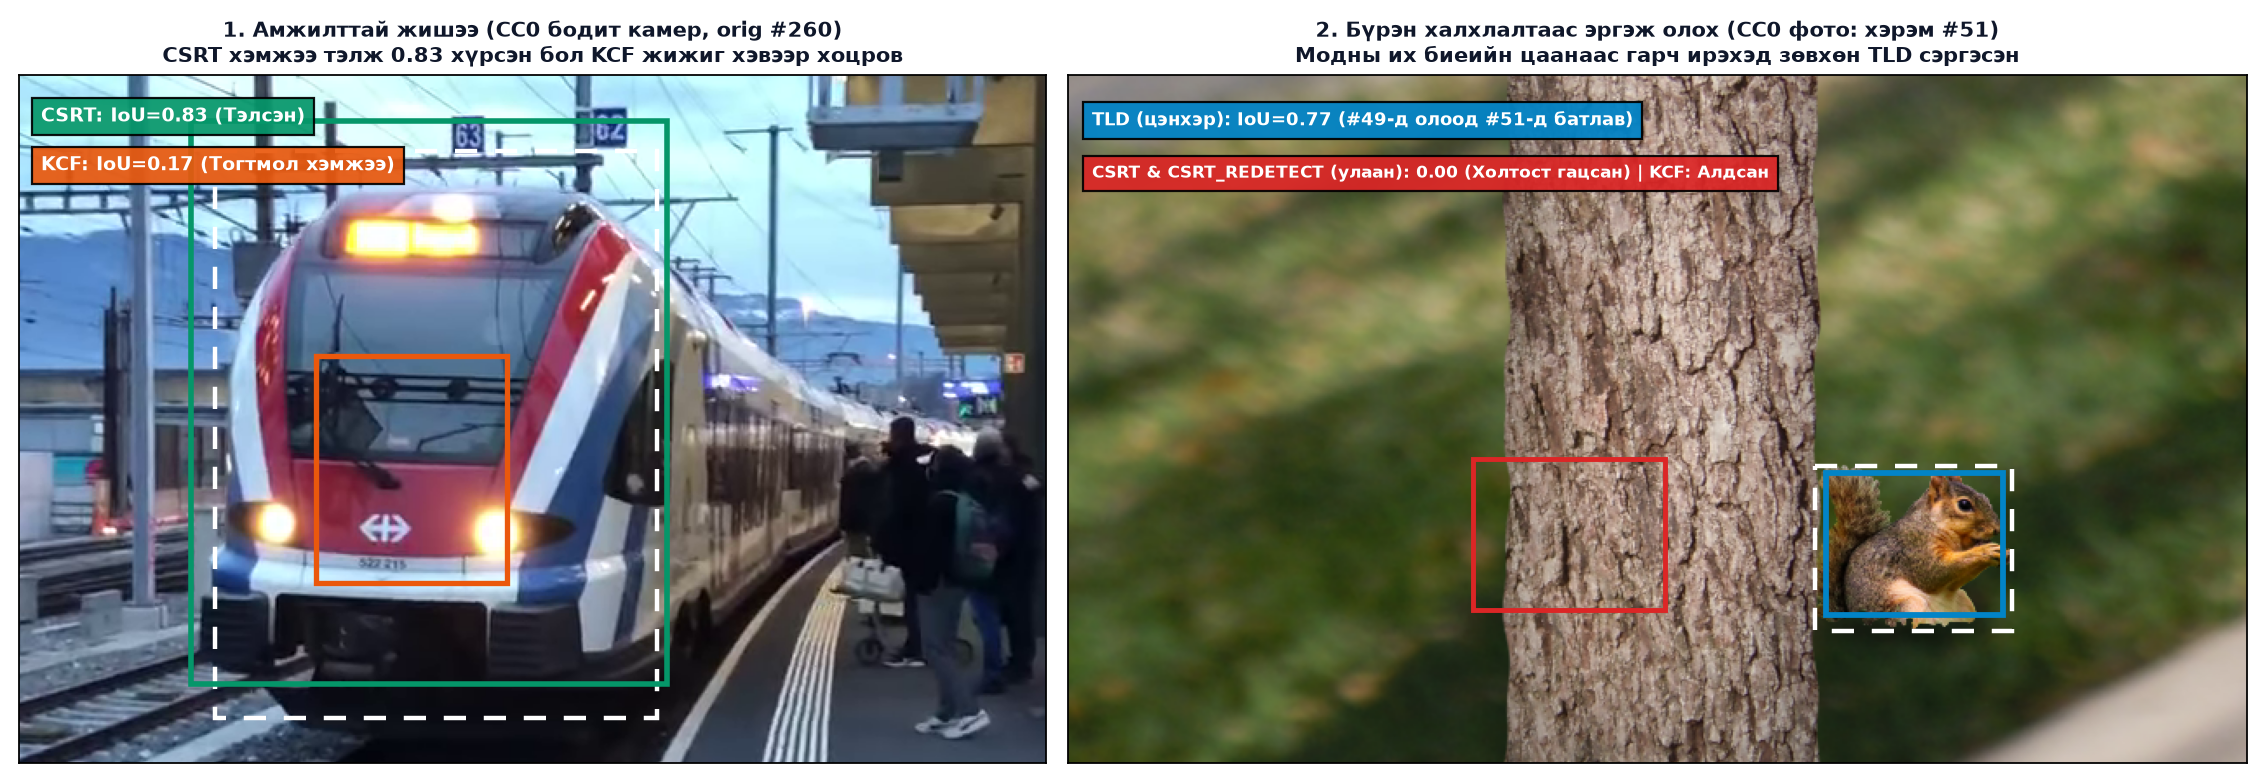 1. Амжилттай жишээ (CC0 бодит камер, orig #260)
CSRT хэмжээ тэлж 0.83 хүрсэн бол KCF жижиг хэвээр хоцров
CSRT: IoU=0.83 (Тэлсэн)
KCF: IoU=0.17 (Тогтмол хэмжээ)
63
62
522 215
2. Бүрэн халхлалтаас эргэж олох (CC0 фото: хэрэм #51)
Модны их биеийн цаанаас гарч ирэхэд зөвхөн TLD сэргэсэн
TLD (цэнхэр): IoU=0.77 (#49-д олоод #51-д батлав)
CSRT & CSRT_REDETECT (улаан): 0.00 (Холтост гацсан) | KCF: Алдсан